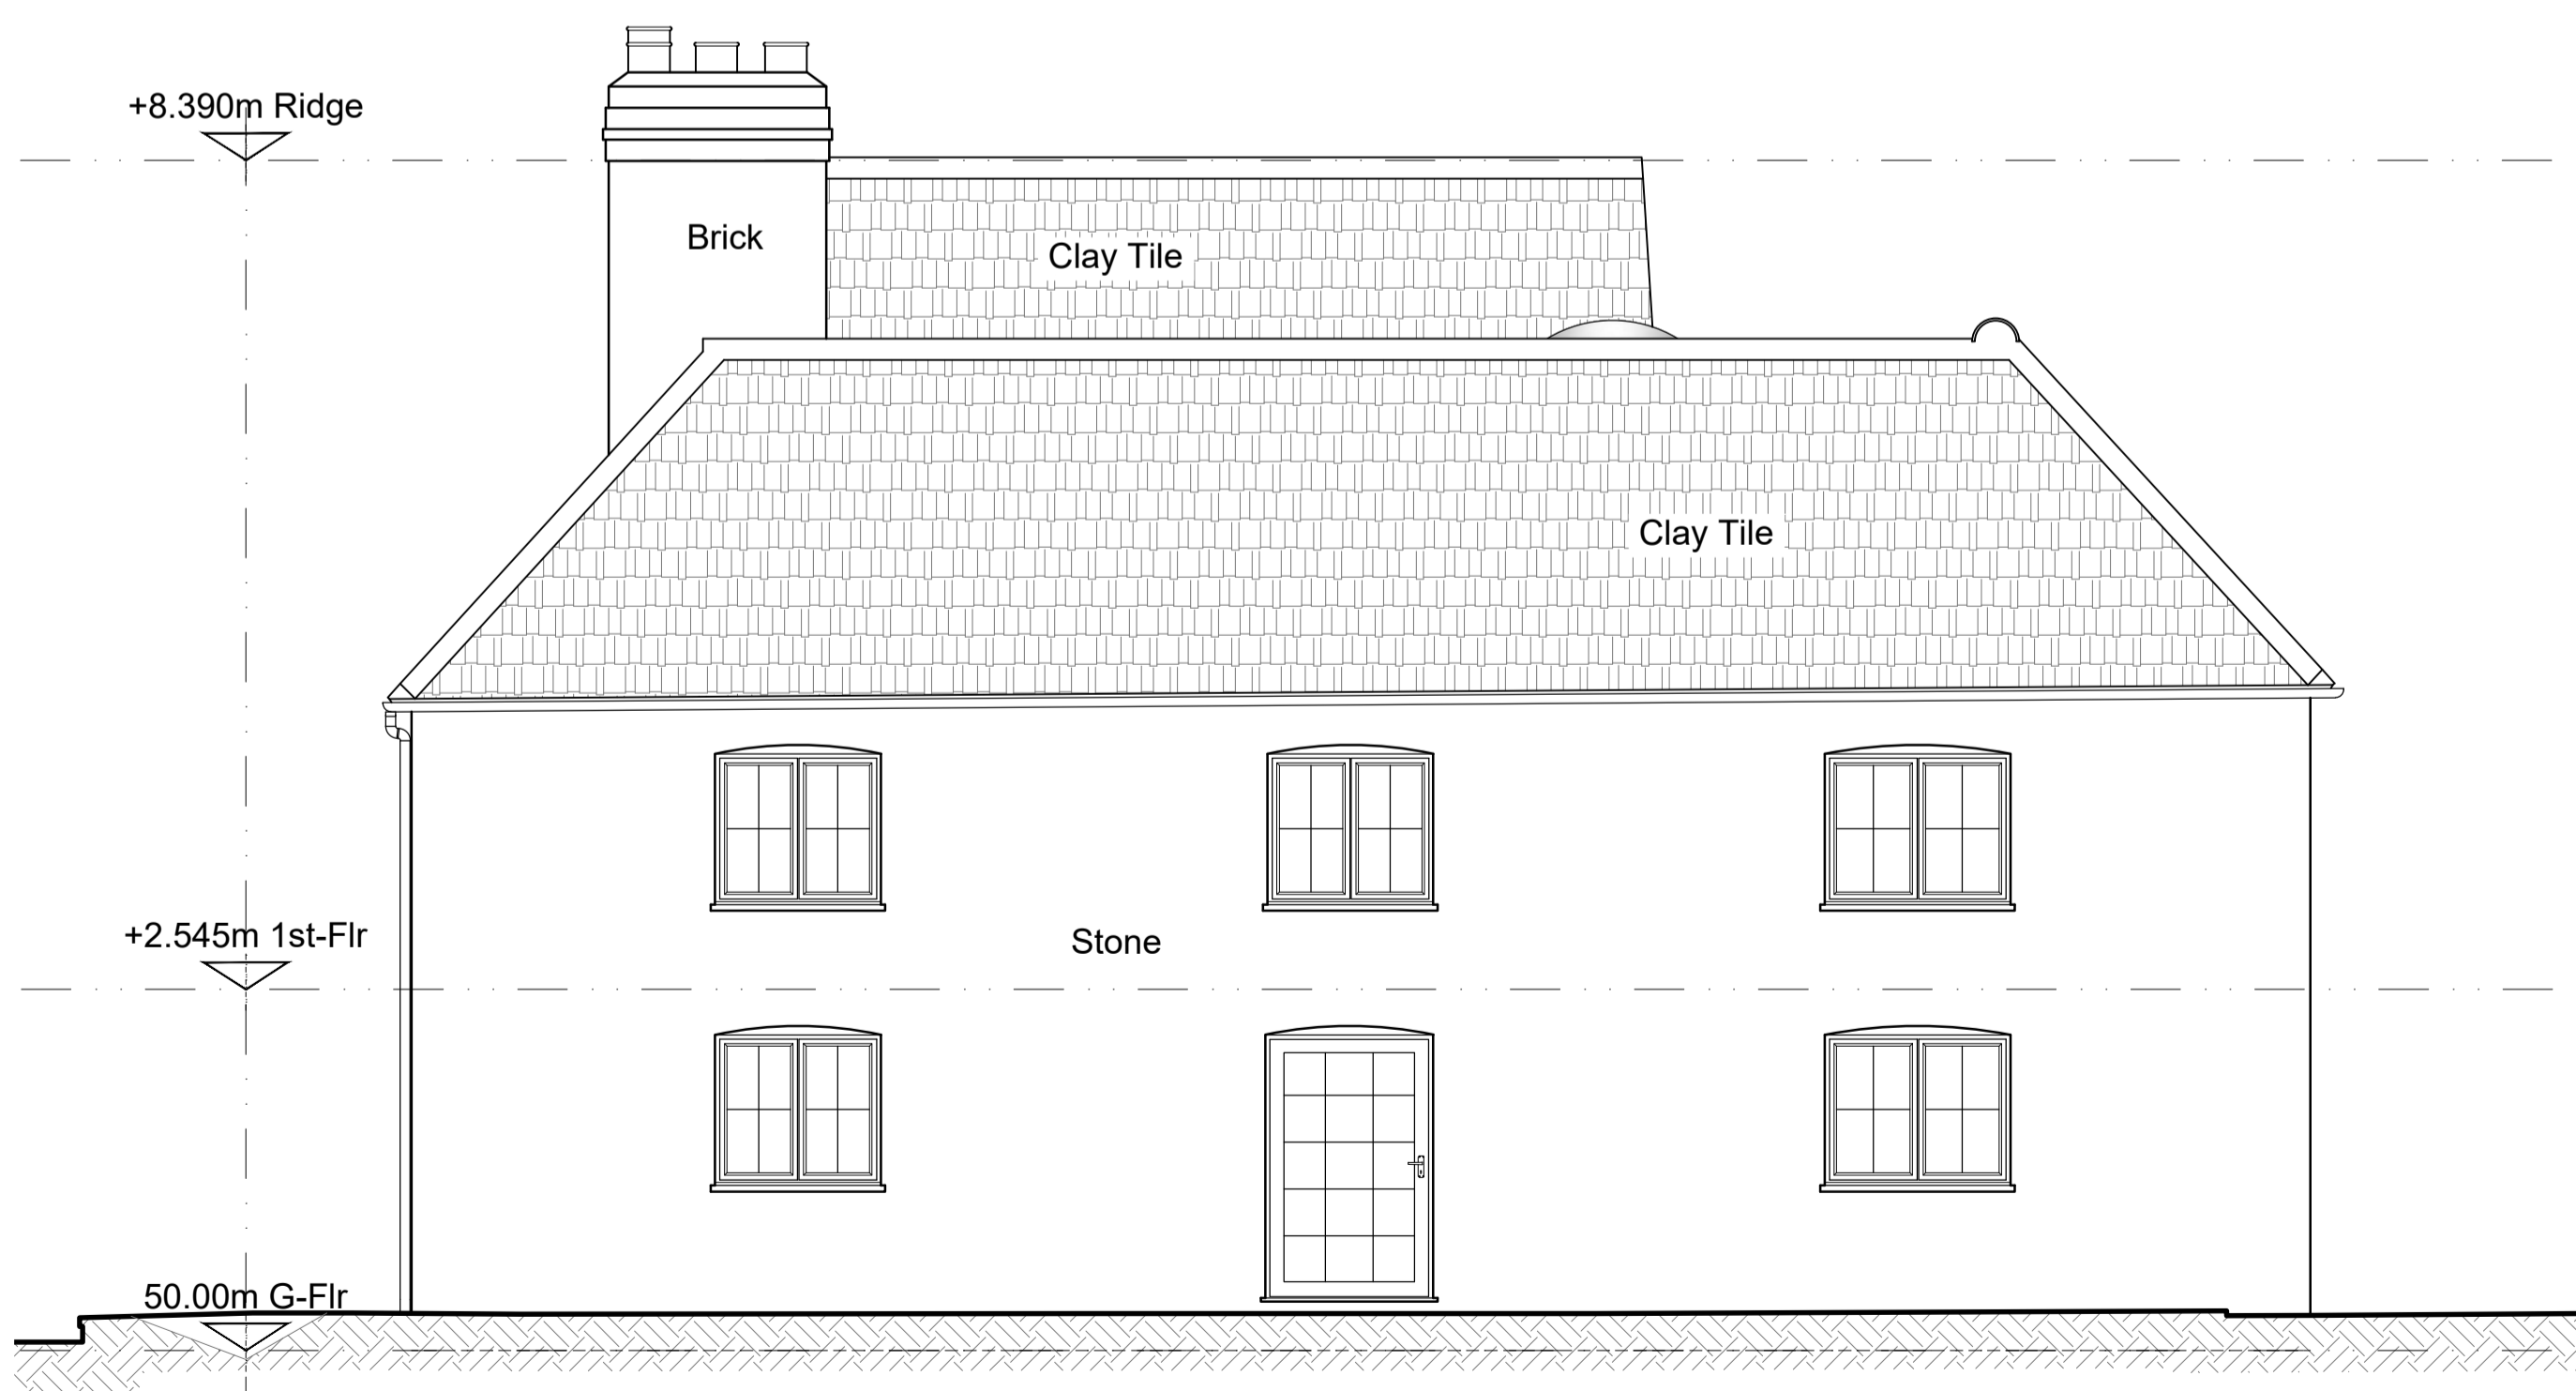 +8.390m Ridge
Brick
Clay Tile
Clay Tile
+2.545m 1st-Flr
Stone
50.00m G-Flr